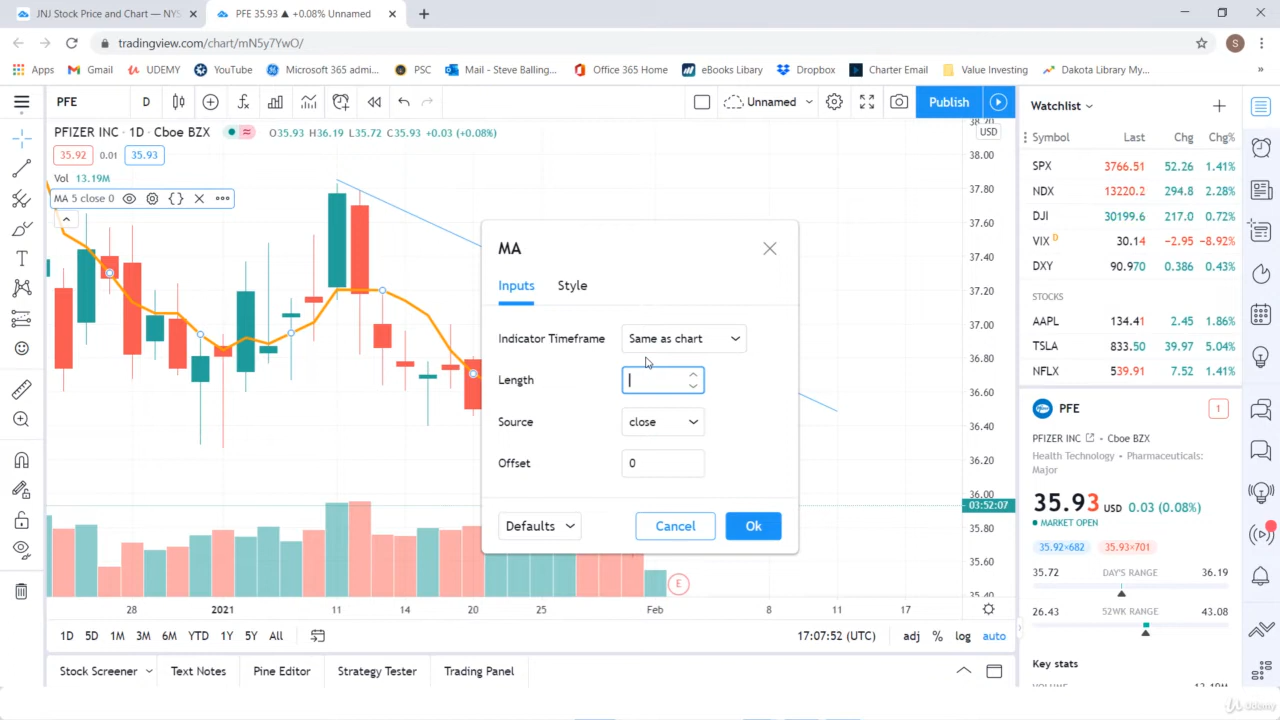 JNJ Stock Price and Chart — NYS
PFE 35.93 ▲ +0.08% Unnamed
tradingview.com/chart/mN5y7YwO/
S
Apps
Gmail
UDEMY
YouTube
Microsoft 365 admi...
PSC
Mail - Steve Balling...
Office 365 Home
eBooks Libary
Dropbox
Charter Email
Value Investing
Dakota Library My...
»
PFE
D
Unnamed
Publish
Watchlist
PFIZER INC · 1D · Cboe BZX
O35.93 H36.19 L35.72 C35.93 +0.03 (+0.08%)
35.92 0.01 35.93
Vol 13.19M
MA 5 close 0
USD
38.20
38.00
37.80
37.60
37.40
37.20
37.00
36.80
36.60
36.40
36.20
36.00
03:52:07
35.80
35.60
35.40
MA
Inputs Style
Indicator Timeframe Same as chart
Length
Source close
Offset 0
Defaults Cancel Ok
E
28 2021 11 14 20 25 Feb 8 11 17
1D 5D 1M 3M 6M YTD 1Y 5Y All
17:07:52 (UTC) adj % log auto
Stock Screener Text Notes Pine Editor Strategy Tester Trading Panel
Symbol Last Chg Chg%
SPX 3766.51 52.26 1.41%
NDX 13220.2 294.8 2.28%
DJI 30199.6 217.0 0.72%
VIX D 30.14 −2.95 −8.92%
DXY 90.970 0.386 0.43%
STOCKS
AAPL 134.41 2.45 1.86%
TSLA 833.50 39.97 5.04%
NFLX 539.91 7.52 1.41%
PFE 1
PFIZER INC · Cboe BZX
Health Technology · Pharmaceuticals:
Major
35.93 USD 0.03 (0.08%)
MARKET OPEN
35.92×682 35.93×701
35.72 DAY'S RANGE 36.19
26.43 52WK RANGE 43.08
Key stats
Udemy